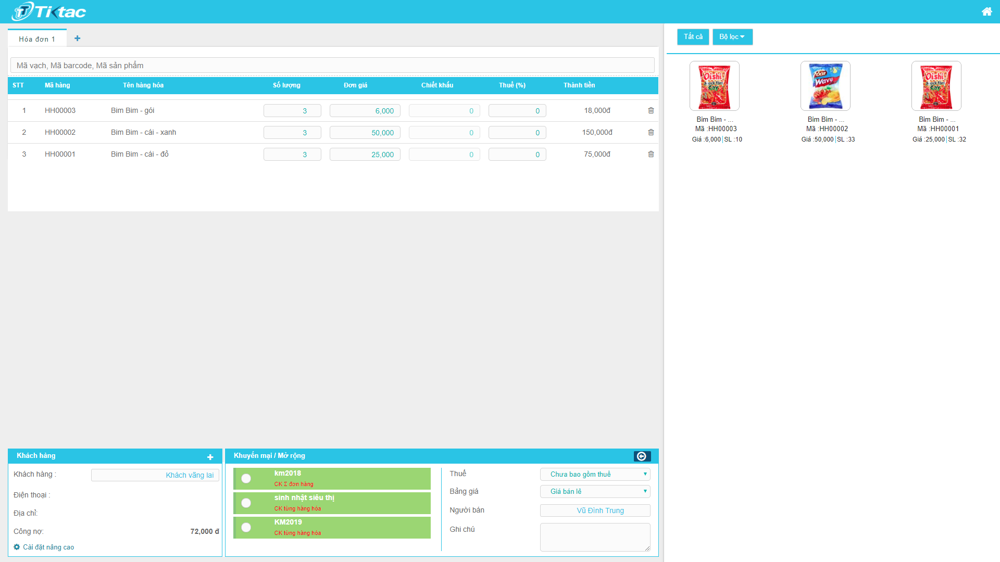 Tiktac
Hóa đơn 1
Tất cả
Bộ lọc
Mã vạch, Mã barcode, Mã sản phẩm
STT Mã hàng Tên hàng hóa Số lượng Đơn giá Chiết khấu Thuế (%) Thành tiền
1 HH00003 Bim Bim - gói 3 6,000 0 0 18,000đ
2 HH00002 Bim Bim - cái - xanh 3 50,000 0 0 150,000đ
3 HH00001 Bim Bim - cái - đỏ 3 25,000 0 0 75,000đ
Oishi
Snack Tôm
Cay
Bim Bim - ...
Mã :HH00003
Giá :6,000 SL :10
Wavy
Bim Bim - ...
Mã :HH00002
Giá :50,000 SL :33
Oishi
Snack Tôm
Cay
Bim Bim - ...
Mã :HH00001
Giá :25,000 SL :32
Khách hàng
Khách hàng : Khách vãng lai
Điện thoại :
Địa chỉ:
Công nợ: 72,000 đ
Cài đặt nâng cao
Khuyến mại / Mở rộng
km2018
CK Σ đơn hàng
sinh nhật siêu thị
CK từng hàng hóa
KM2019
CK từng hàng hóa
Thuế Chưa bao gồm thuế
Bảng giá Giá bán lẻ
Người bán Vũ Đình Trung
Ghi chú